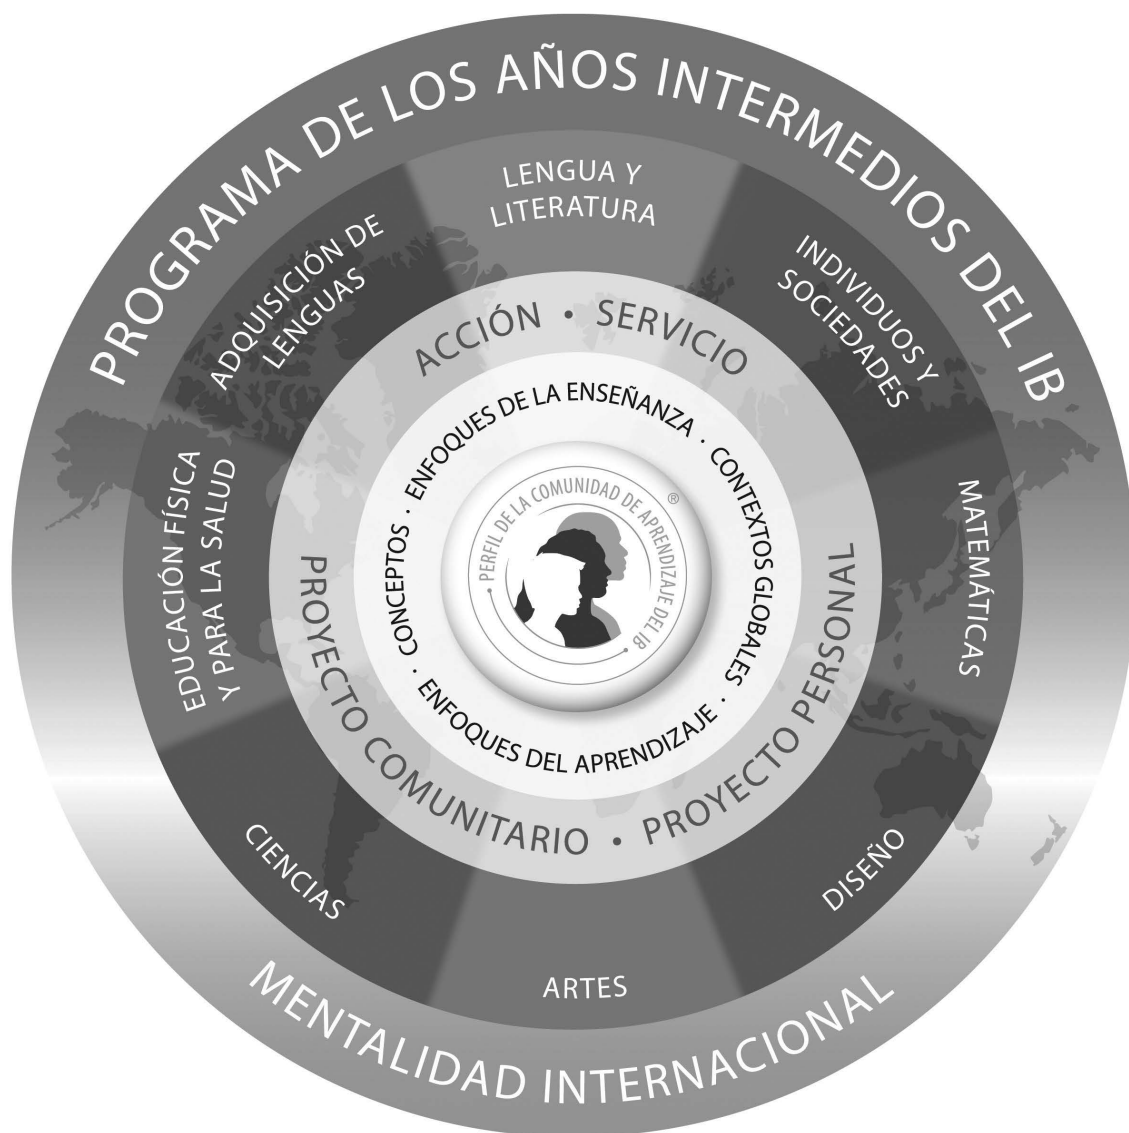 PROGRAMA DE LOS AÑOS INTERMEDIOS DEL IB
LENGUA Y
LITERATURA
INDIVIDUOS Y
SOCIEDADES
MATEMÁTICAS
DISEÑO
ARTES
CIENCIAS
EDUCACIÓN FÍSICA
Y PARA LA SALUD
ADQUISICIÓN DE
LENGUAS
ACCIÓN • SERVICIO
PROYECTO COMUNITARIO • PROYECTO PERSONAL
CONCEPTOS · ENFOQUES DE LA ENSEÑANZA · CONTEXTOS GLOBALES ·
ENFOQUES DEL APRENDIZAJE ·
PERFIL DE LA COMUNIDAD DE APRENDIZAJE DEL IB
®
MENTALIDAD INTERNACIONAL